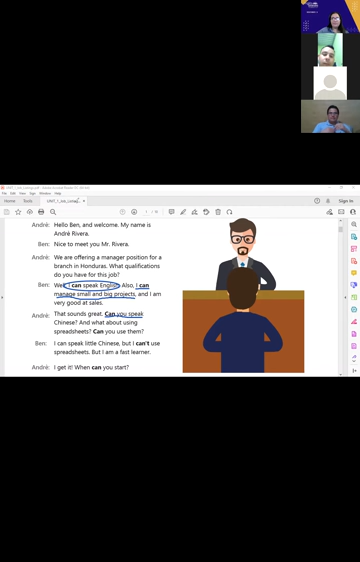 Home Tools UNIT_1_not_comp... × Sign In
André: Hello Ben, and welcome. My name is
André Rivera.
Ben: Nice to meet you Mr. Rivera.
André: We are offering a manager position for a
branch in Honduras. What qualifications
do you have for this job?
Ben: Well, I can speak English. Also, I can
manage small and big projects, and I am
very good at sales.
André: That sounds great. Can you speak
Chinese? And what about using
spreadsheets? Can you use them?
Ben: I can speak little Chinese, but I can't use
spreadsheets. But I am a fast learner.
André: I get it! When can you start?